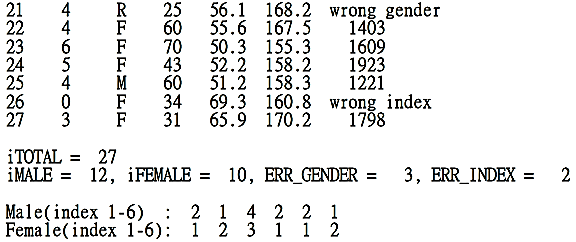 21 4 R 25 56.1 168.2 wrong gender
22 4 F 60 55.6 167.5 1403
23 6 F 70 50.3 155.3 1609
24 5 F 43 52.2 158.2 1923
25 4 M 60 51.2 158.3 1221
26 0 F 34 69.3 160.8 wrong index
27 3 F 31 65.9 170.2 1798
iTOTAL = 27
iMALE = 12, iFEMALE = 10, ERR_GENDER = 3, ERR_INDEX = 2
Male(index 1-6) : 2 1 4 2 2 1
Female(index 1-6): 1 2 3 1 1 2